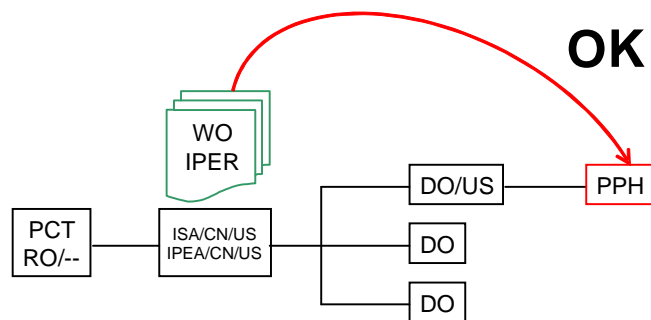 OK
WO
IPER
DO/US
PPH
PCT
RO/--
ISA/CN/US
IPEA/CN/US
DO
DO